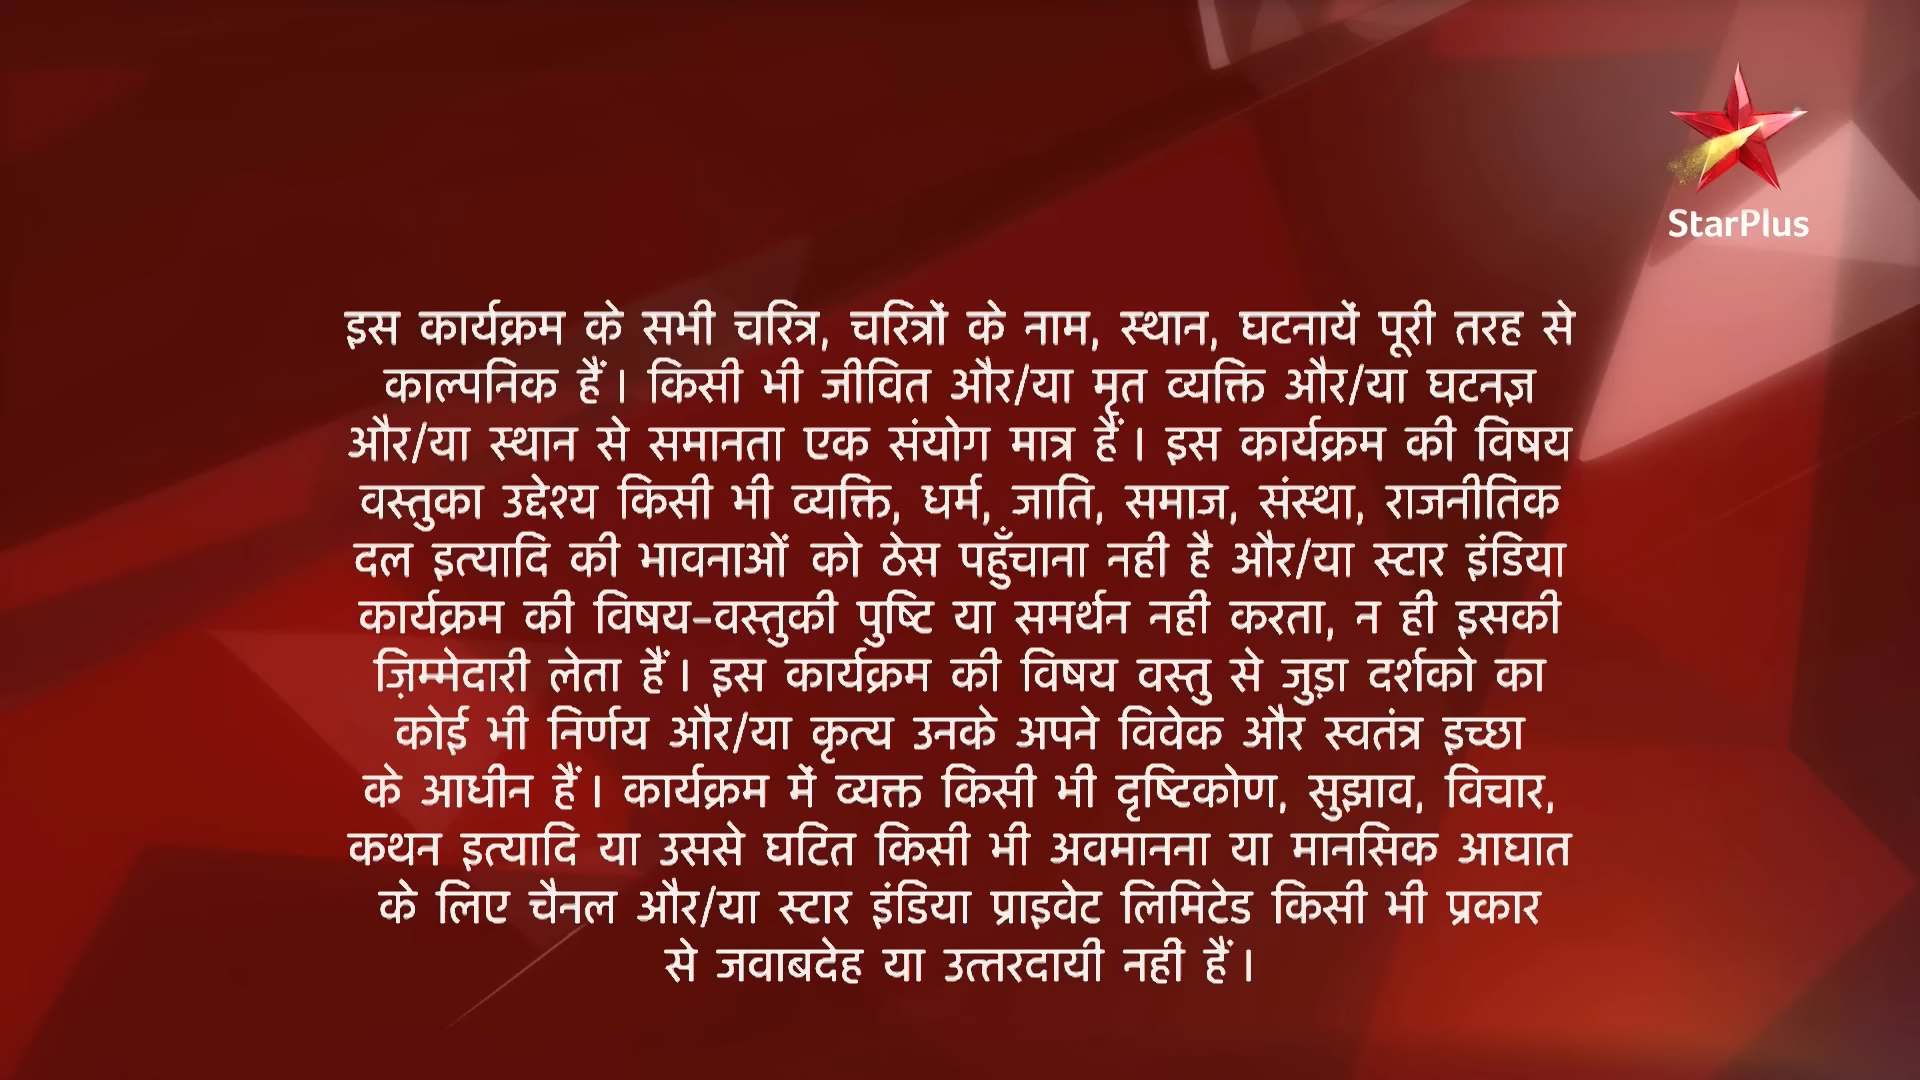 StarPlus
इस कार्यक्रम के सभी चरित्र, चरित्रों के नाम, स्थान, घटनायें पूरी तरह से
काल्पनिक हैं। किसी भी जीवित और/या मृत व्यक्ति और/या घटनज्ञ
और/या स्थान से समानता एक संयोग मात्र हैं। इस कार्यक्रम की विषय
वस्तुका उद्देश्य किसी भी व्यक्ति, धर्म, जाति, समाज, संस्था, राजनीतिक
दल इत्यादि की भावनाओं को ठेस पहुँचाना नही है और/या स्टार इंडिया
कार्यक्रम की विषय-वस्तुकी पुष्टि या समर्थन नही करता, न ही इसकी
ज़िम्मेदारी लेता हैं। इस कार्यक्रम की विषय वस्तु से जुड़ा दर्शको का
कोई भी निर्णय और/या कृत्य उनके अपने विवेक और स्वतंत्र इच्छा
के आधीन हैं। कार्यक्रम में व्यक्त किसी भी दृष्टिकोण, सुझाव, विचार,
कथन इत्यादि या उससे घटित किसी भी अवमानना या मानसिक आघात
के लिए चैनल और/या स्टार इंडिया प्राइवेट लिमिटेड किसी भी प्रकार
से जवाबदेह या उत्तरदायी नही हैं।